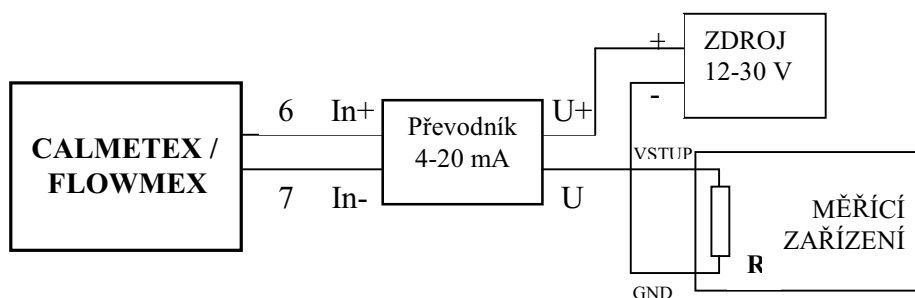 CALMETEX /
FLOWMEX
6
7
In+
In-
Převodník
4-20 mA
U+
U
+
-
ZDROJ
12-30 V
VSTUP
GND
R
MĚŘÍCÍ
ZAŘÍZENÍ